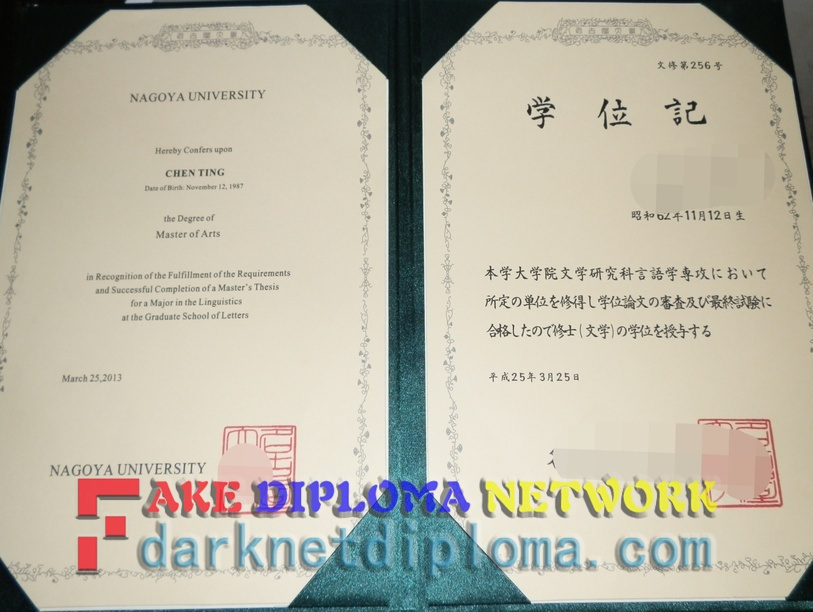 NAGOYA UNIVERSITY
Hereby Confers upon
CHEN TING
Date of Birth: November 12, 1987
the Degree of
Master of Arts
in Recognition of the Fulfillment of the Requirements
and Successful Completion of a Master's Thesis
for a Major in the Linguistics
at the Graduate School of Letters
March 25,2013
NAGOYA UNIVERSITY
文修第256号
学位記
昭和62年11月12日生
本学大学院文学研究科言語学専攻において
所定の単位を修得し学位論文の審査及び最終試験に
合格したので修士(文学)の学位を授与する
平成25年3月25日
FAKE DIPLOMA NETWORK
darknetdiploma.com